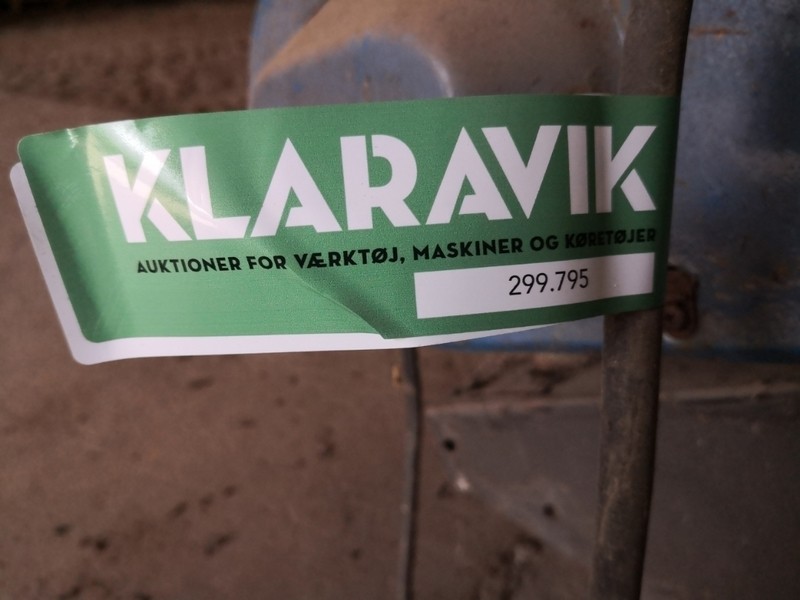 KLARAVIK
AUKTIONER FOR VÆRKTØJ, MASKINER OG KØRETØJER
299.795